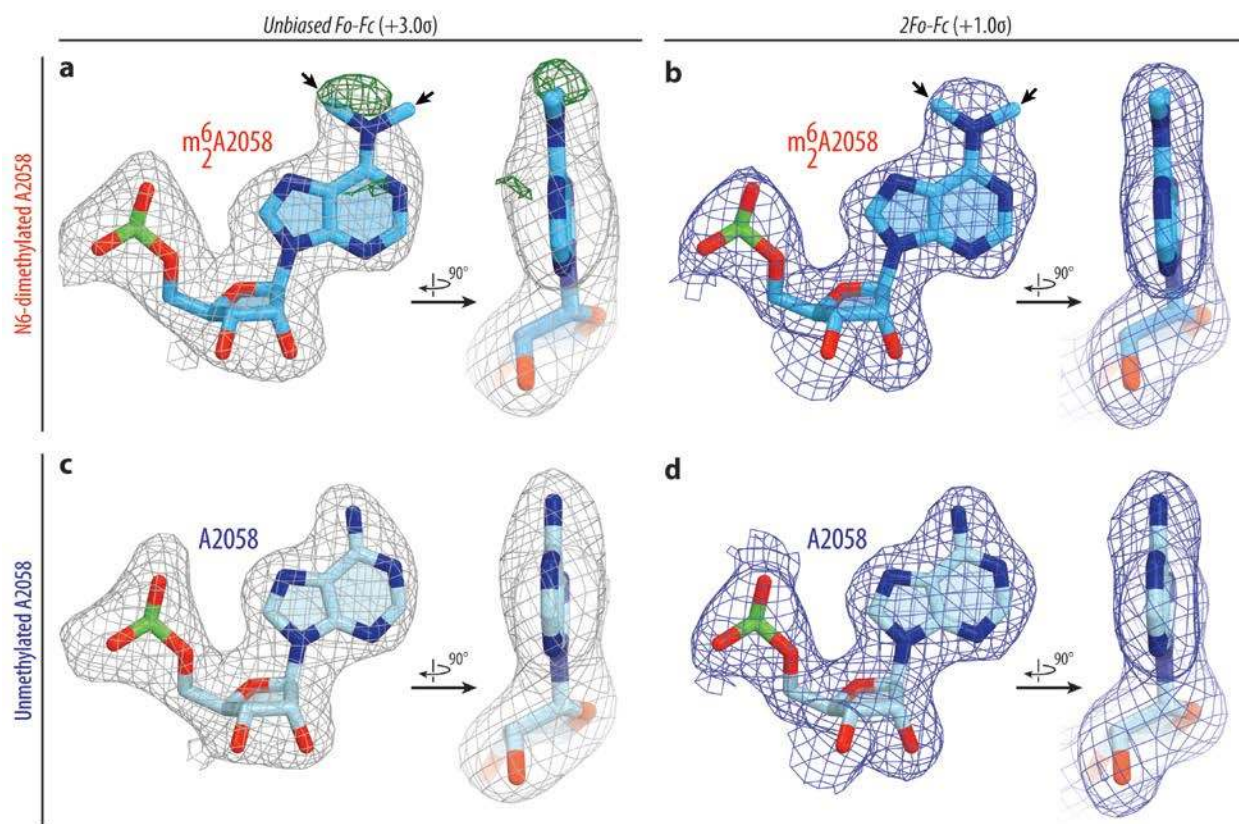 Unbiased Fo-Fc (+3.0σ)
2Fo-Fc (+1.0σ)
N6-dimethylated A2058
a
m62A2058
90°
b
m62A2058
90°
Unmethylated A2058
c
A2058
90°
d
A2058
90°